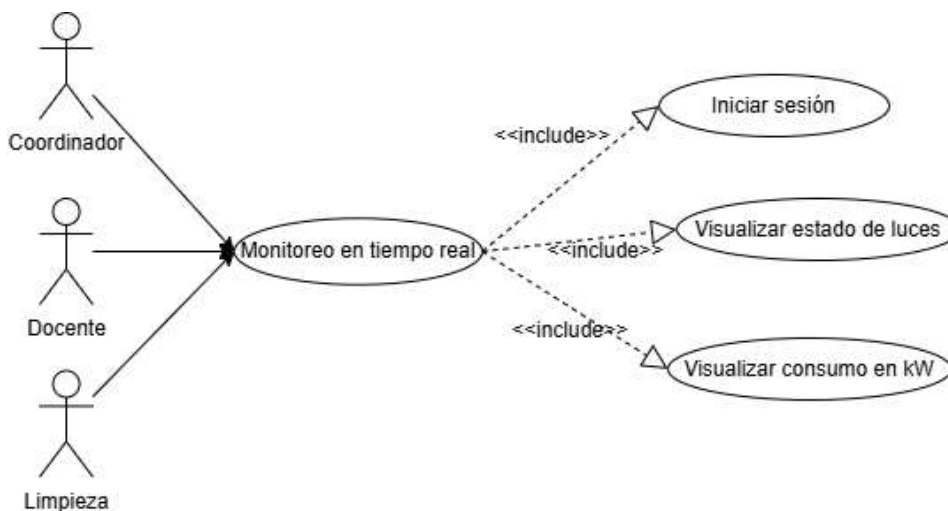 Coordinador
Docente
Limpieza
Monitoreo en tiempo real
<<include>>
<<include>>
<<include>>
Iniciar sesión
Visualizar estado de luces
Visualizar consumo en kW